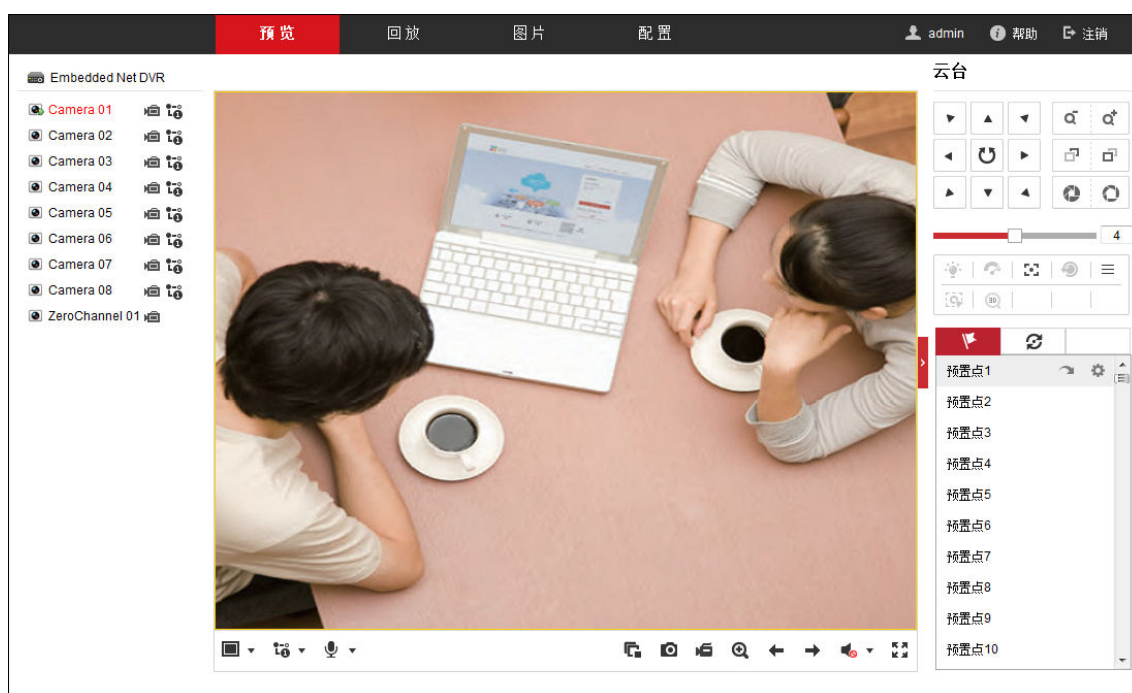 预览 回放 图片 配置 admin 帮助 注销
Embedded Net DVR
Camera 01
Camera 02
Camera 03
Camera 04
Camera 05
Camera 06
Camera 07
Camera 08
ZeroChannel 01
云台
4
3D
预置点1
预置点2
预置点3
预置点4
预置点5
预置点6
预置点7
预置点8
预置点9
预置点10